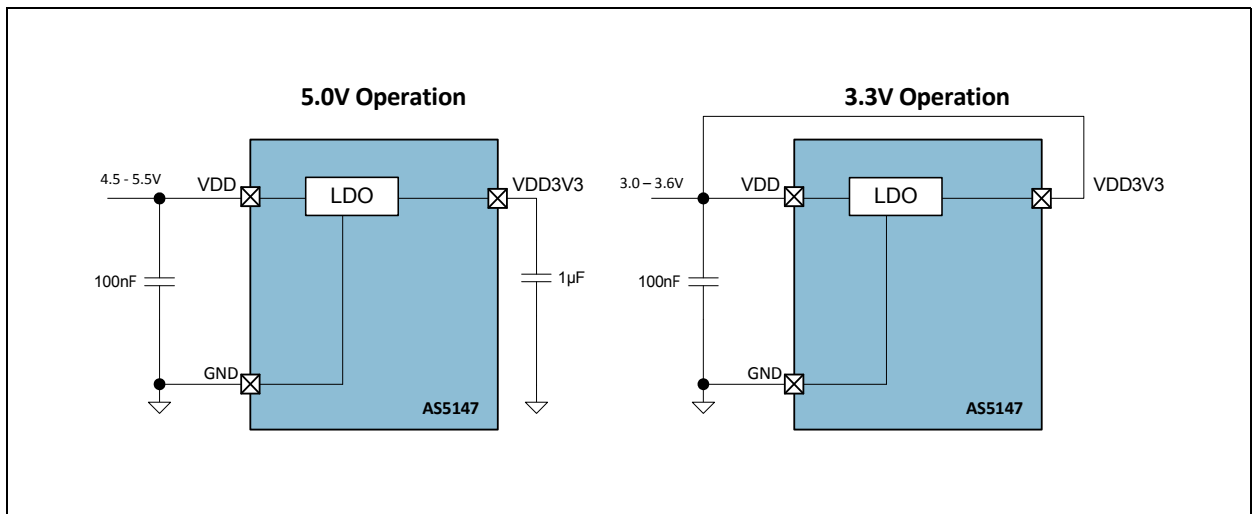 5.0V Operation
4.5 - 5.5V
VDD
LDO
VDD3V3
100nF
1µF
GND
AS5147
3.3V Operation
3.0 – 3.6V
VDD
LDO
VDD3V3
100nF
GND
AS5147